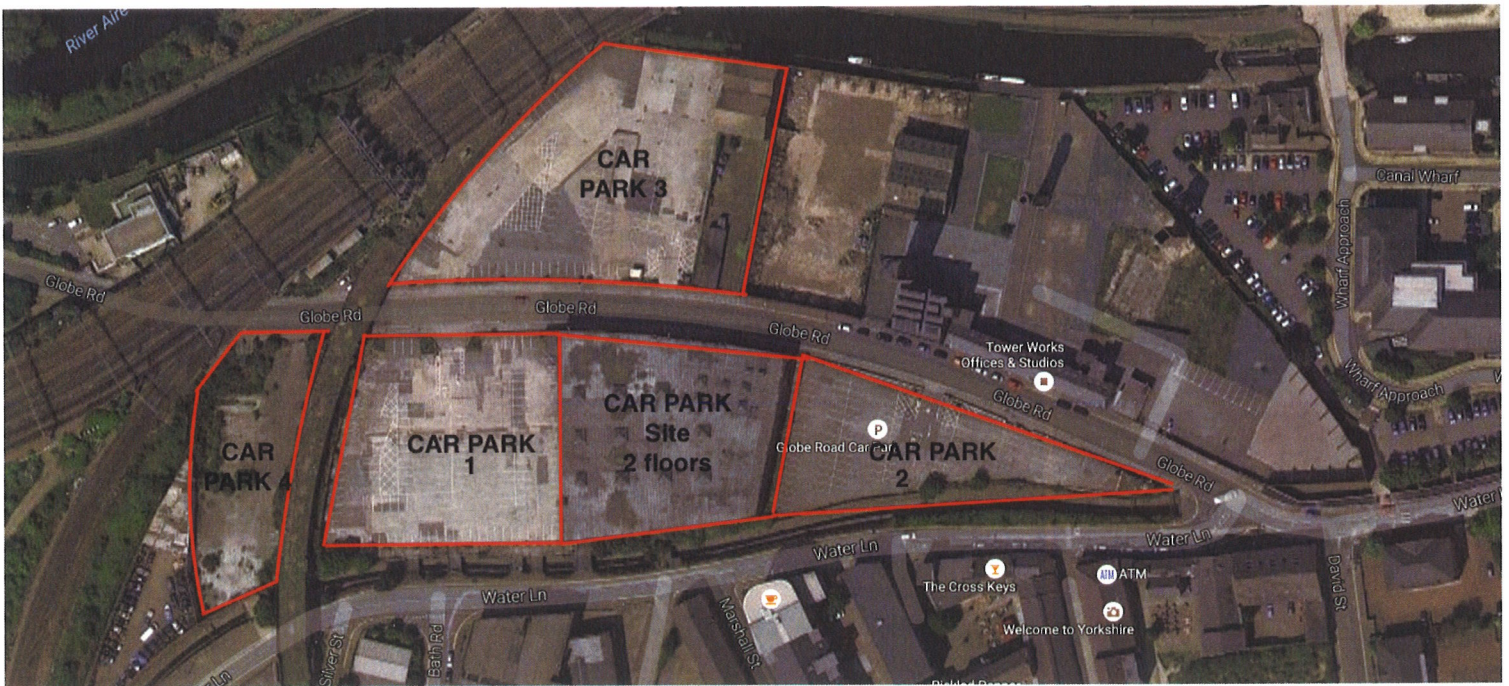 River Aire
CAR
PARK 3
Canal Wharf
Wharf Approach
Globe Rd
Globe Rd
Globe Rd
Globe Rd
Tower Works
Offices & Studios
Wharf Approach
Globe Rd
CAR PARK
Site
2 floors
CAR PARK
1
P
Globe Road Car Park
CAR PARK
2
CAR
PARK 4
Globe Rd
Water
Water Ln
Water Ln
Water Ln
The Cross Keys
ATM ATM
Welcome to Yorkshire
David St
Marshall St
Bath Rd
Silver St
Ln